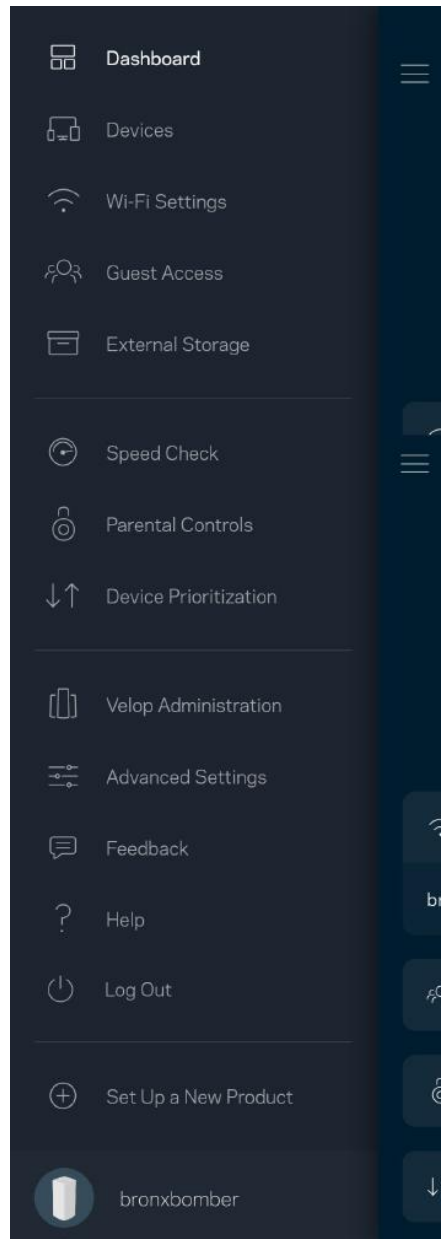 Dashboard
Devices
Wi-Fi Settings
Guest Access
External Storage
Speed Check
Parental Controls
Device Prioritization
Velop Administration
Advanced Settings
Feedback
Help
Log Out
Set Up a New Product
bronxbomber
br